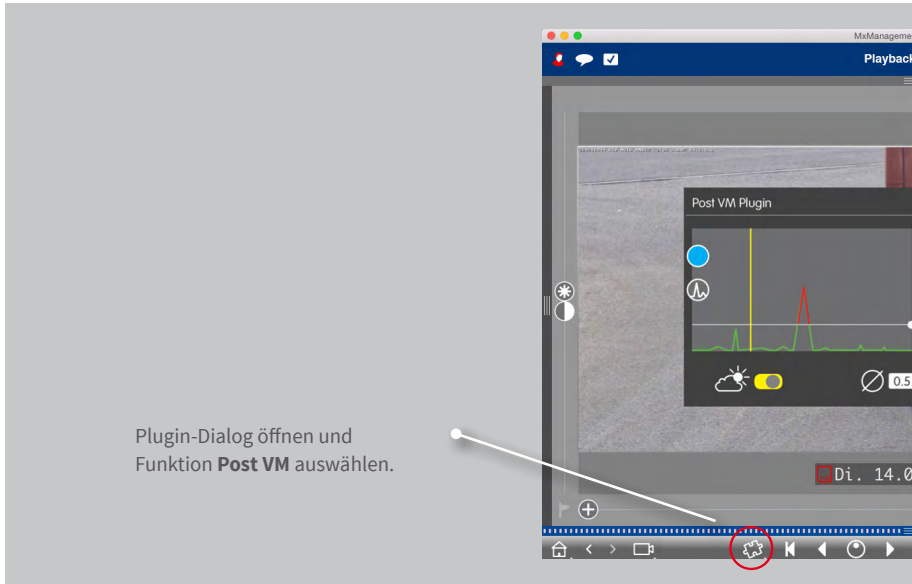 MxManageme
Playback
Post VM Plugin
0.5
Plugin-Dialog öffnen und
Funktion Post VM auswählen.
Di. 14.0